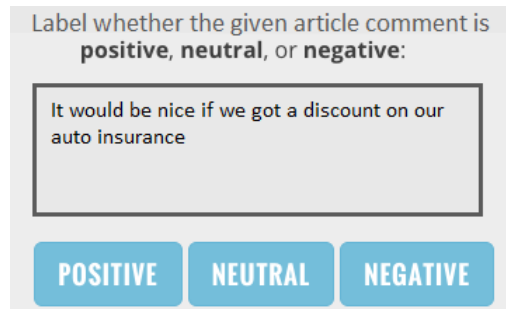 Label whether the given article comment is
positive, neutral, or negative:
It would be nice if we got a discount on our
auto insurance
POSITIVE NEUTRAL NEGATIVE